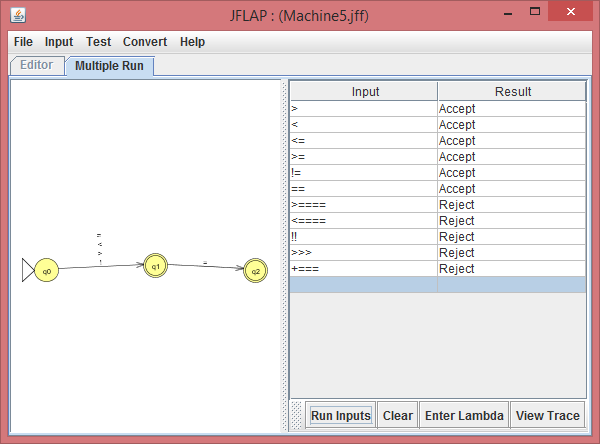 JFLAP : (Machine5.jff)
File Input Test Convert Help
Editor Multiple Run
Input Result
> Accept
< Accept
<= Accept
>= Accept
!= Accept
== Accept
>==== Reject
<==== Reject
!! Reject
>>> Reject
+=== Reject
=
<
>
!
q0 q1 = q2
Run Inputs Clear Enter Lambda View Trace